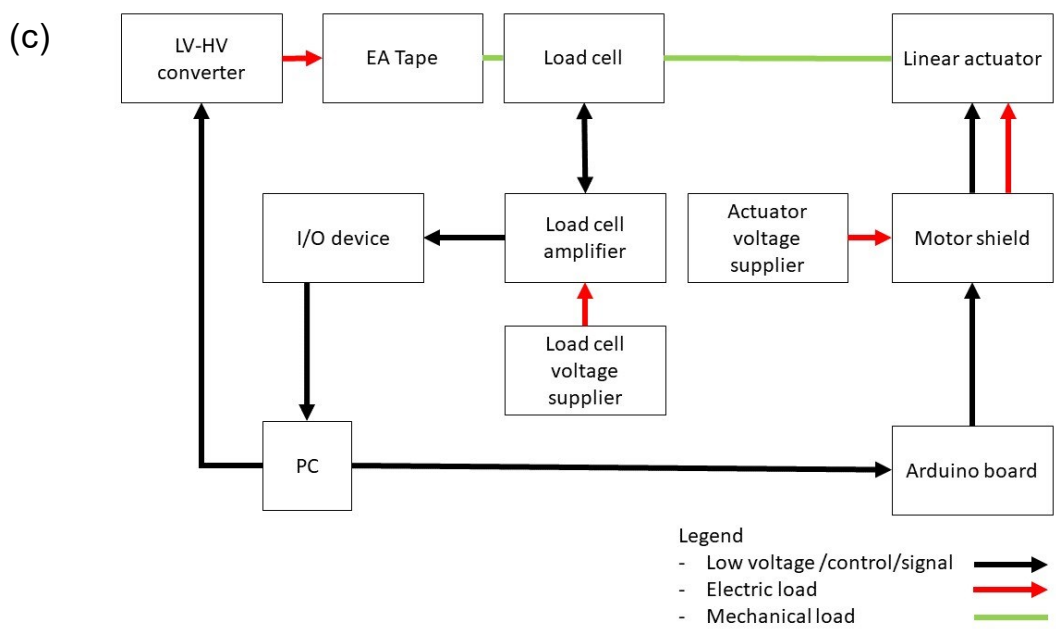 (c)
LV-HV
converter
EA Tape
Load cell
Linear actuator
I/O device
Load cell
amplifier
Actuator
voltage
supplier
Motor shield
Load cell
voltage
supplier
PC
Arduino board
Legend
- Low voltage /control/signal
- Electric load
- Mechanical load